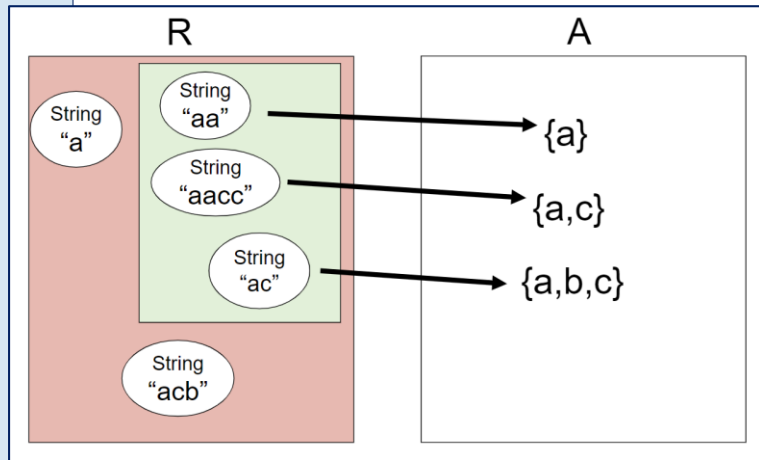 R
A
String
“a”
String
“aa”
{a}
String
“aacc”
{a,c}
String
“ac”
{a,b,c}
String
“acb”